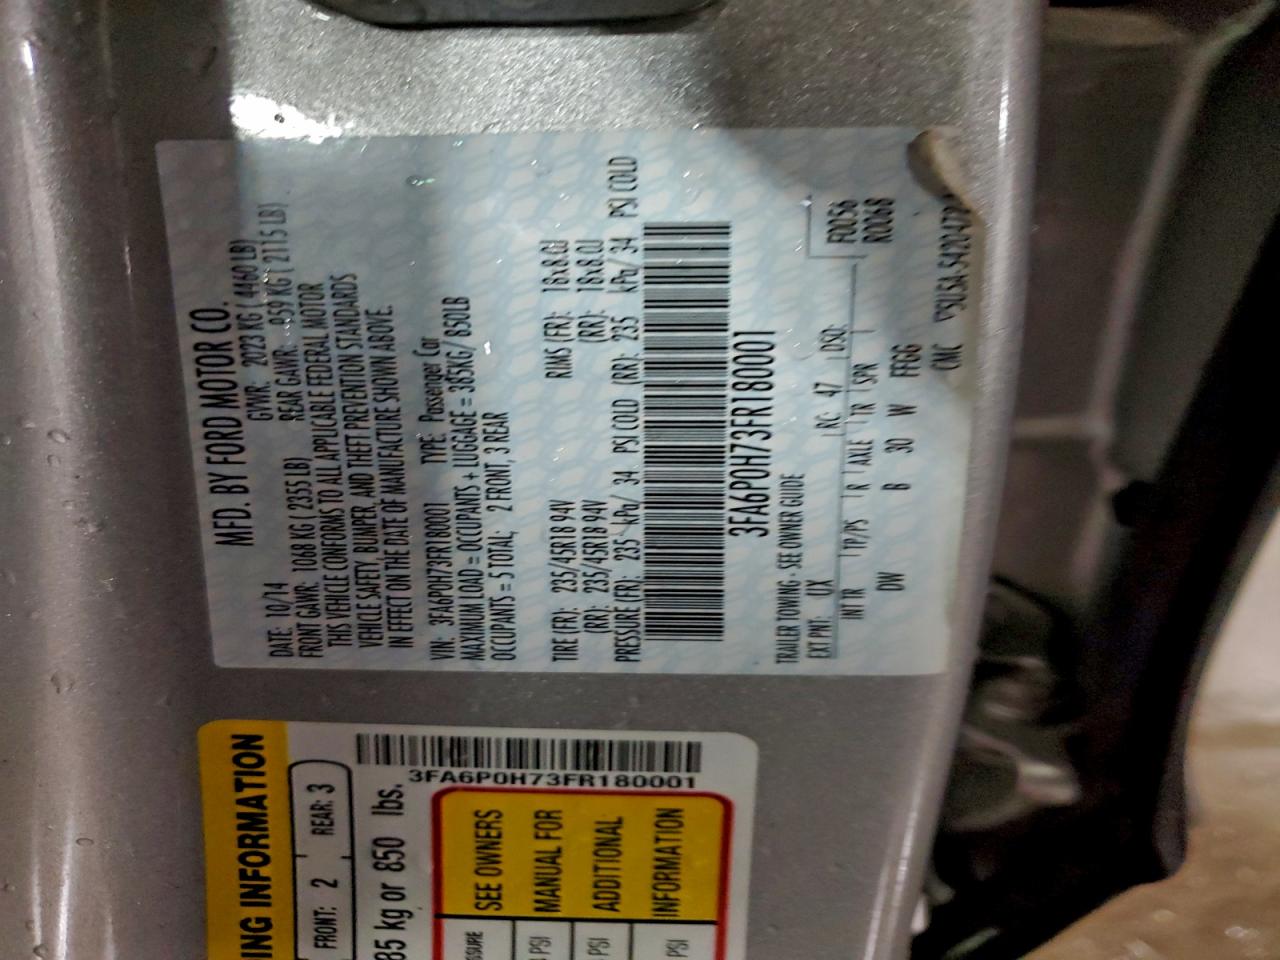 MFD. BY FORD MOTOR CO.
DATE: 10/14 GVWR: 2023 KG ( 4460 LB)
FRONT GAWR: 1068 KG ( 2355 LB) REAR GAWR: 959 KG ( 2115 LB)
THIS VEHICLE CONFORMS TO ALL APPLICABLE FEDERAL MOTOR
VEHICLE SAFETY, BUMPER, AND THEFT PREVENTION STANDARDS
IN EFFECT ON THE DATE OF MANUFACTURE SHOWN ABOVE.
VIN: 3FA6P0H73FR180001 TYPE: Passenger Car
MAXIMUM LOAD = OCCUPANTS + LUGGAGE = 385KG/ 850LB
OCCUPANTS = 5 TOTAL; 2 FRONT, 3 REAR
TIRE (FR): 235/45R18 94V RIMS (FR): 18x8.0J
(RR): 235/45R18 94V (RR): 18x8.0J
PRESSURE (FR): 235 kPa/ 34 PSI COLD (RR): 235 kPa/ 34 PSI COLD
3FA6P0H73FR180001
TRAILER TOWING - SEE OWNER GUIDE
EXT PNT: UX RC: 47 DSO: F0056
INT TR TP/PS R AXLE TR SPR R0068
DW B 30 W FFGG
CNC
ING INFORMATION
FRONT: 2 REAR: 3
85 kg or 850 lbs.
3FA6P0H73FR180001
SSURE
PSI
PSI
PSI
SEE OWNERS
MANUAL FOR
ADDITIONAL
INFORMATION